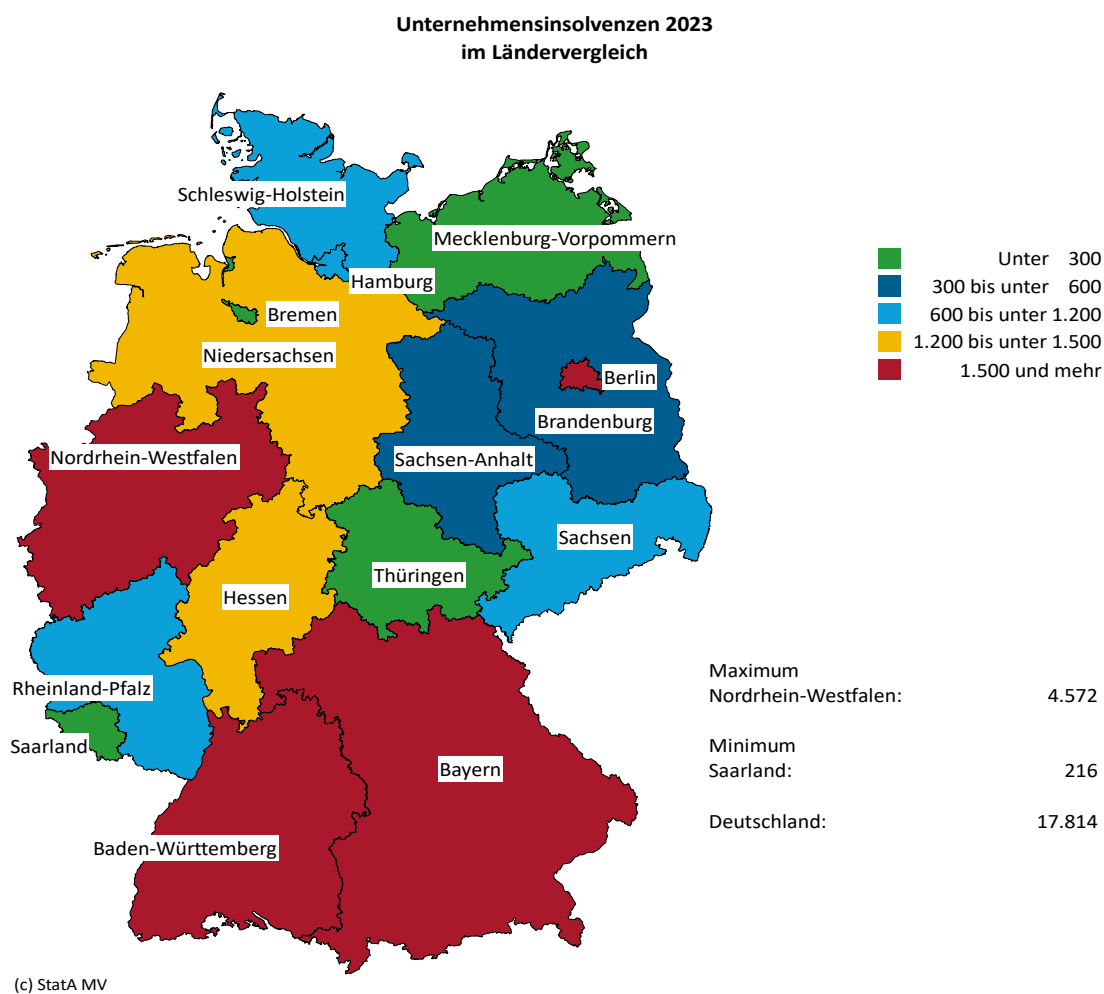 Unternehmensinsolvenzen 2023
im Ländervergleich
Schleswig-Holstein
Mecklenburg-Vorpommern
Hamburg
Bremen
Niedersachsen
Berlin
Brandenburg
Nordrhein-Westfalen
Sachsen-Anhalt
Sachsen
Thüringen
Hessen
Rheinland-Pfalz
Saarland
Bayern
Baden-Württemberg
Unter 300
300 bis unter 600
600 bis unter 1.200
1.200 bis unter 1.500
1.500 und mehr
Maximum
Nordrhein-Westfalen: 4.572
Minimum
Saarland: 216
Deutschland: 17.814
(c) StatA MV